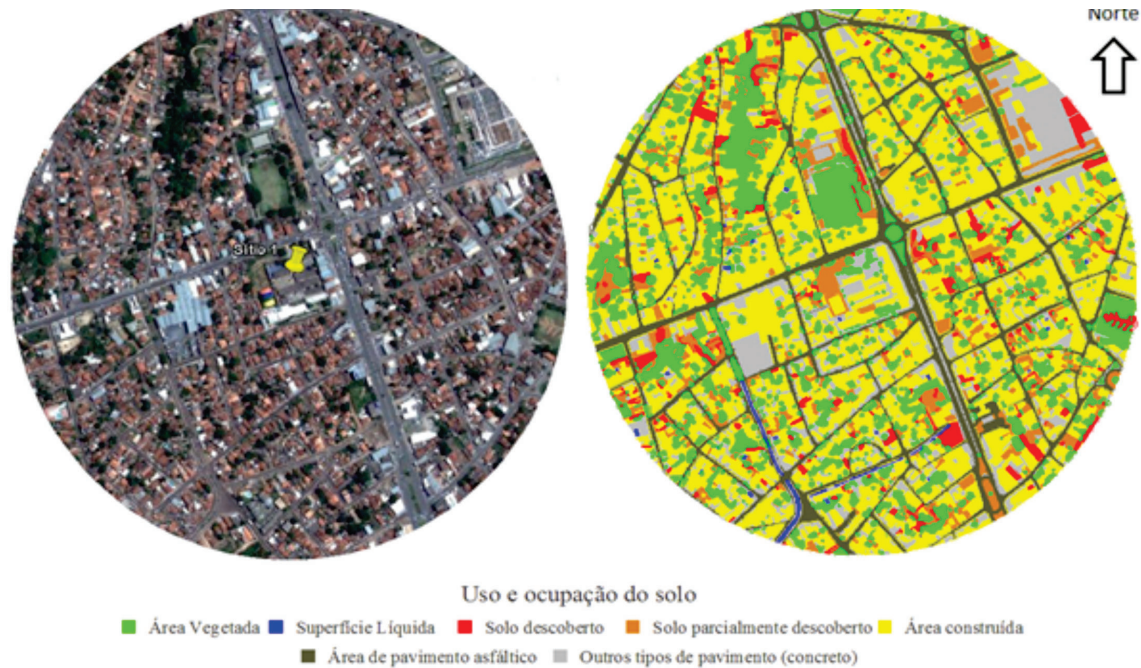 Norte
Sítio 1
Uso e ocupação do solo
Área Vegetada Superfície Líquida Solo descoberto Solo parcialmente descoberto Área construída
Área de pavimento asfáltico Outros tipos de pavimento (concreto)